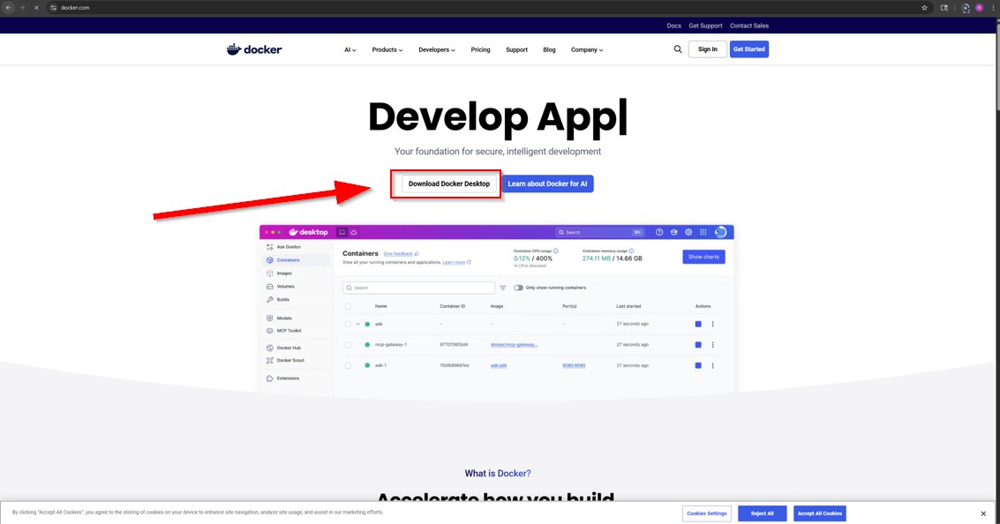 docker.com
Docs Get Support Contact Sales
docker AI Products Developers Pricing Support Blog Company Sign In Get Started
Develop App
Your foundation for secure, intelligent development
Download Docker Desktop Learn about Docker for AI
desktop Search ⌘K
Ask Gordon
Containers
Images
Volumes
Builds
Models
MCP Toolkit
Docker Hub
Docker Scout
Extensions
Containers Give feedback
View all your running containers and applications. Learn more
Container CPU usage
0.12% / 400%
(4 CPUs allocated)
Container memory usage
274.11 MB / 14.66 GB
Show charts
Search Only show running containers
Name Container ID Image Port(s) Last started Actions
adk - - - 27 seconds ago
mcp-gateway-1 977070655d4 docker/mcp-gateway... 27 seconds ago
adk-1 15bfb89687eb adk:adk 8080:8080 27 seconds ago
What is Docker?
Accelerate how you build
By clicking "Accept All Cookies", you agree to the storing of cookies on your device to enhance site navigation, analyze site usage, and assist in our marketing efforts.
Cookies Settings Reject All Accept All Cookies